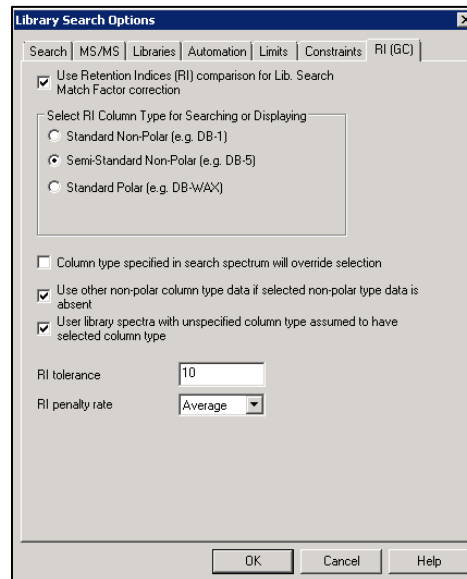 Library Search Options
Search MS/MS Libraries Automation Limits Constraints RI (GC)
Use Retention Indices (RI) comparison for Lib. Search
Match Factor correction
Select RI Column Type for Searching or Displaying
Standard Non-Polar (e.g. DB-1)
Semi-Standard Non-Polar (e.g. DB-5)
Standard Polar (e.g. DB-WAX)
Column type specified in search spectrum will override selection
Use other non-polar column type data if selected non-polar type data is
absent
User library spectra with unspecified column type assumed to have
selected column type
RI tolerance 10
RI penalty rate Average
OK Cancel Help